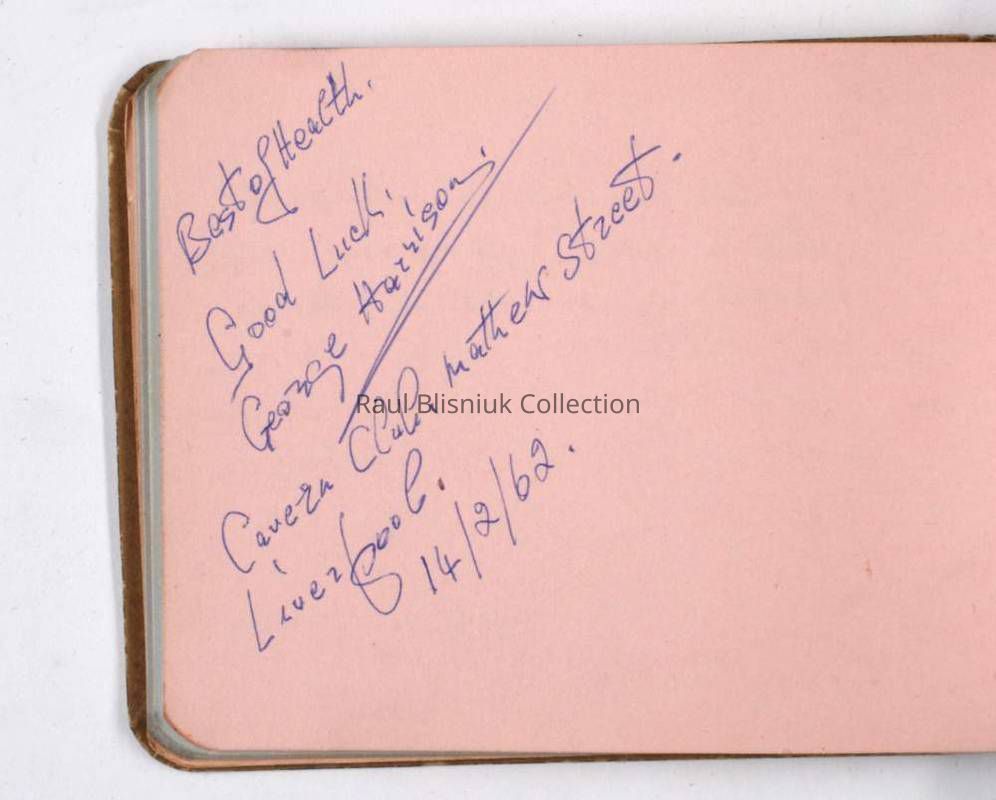 Best of Health.
Good Luck.
George Harrison.
Cavern Club. Mathew Street.
Liverpool.
14/2/62.
Raul Blisniuk Collection